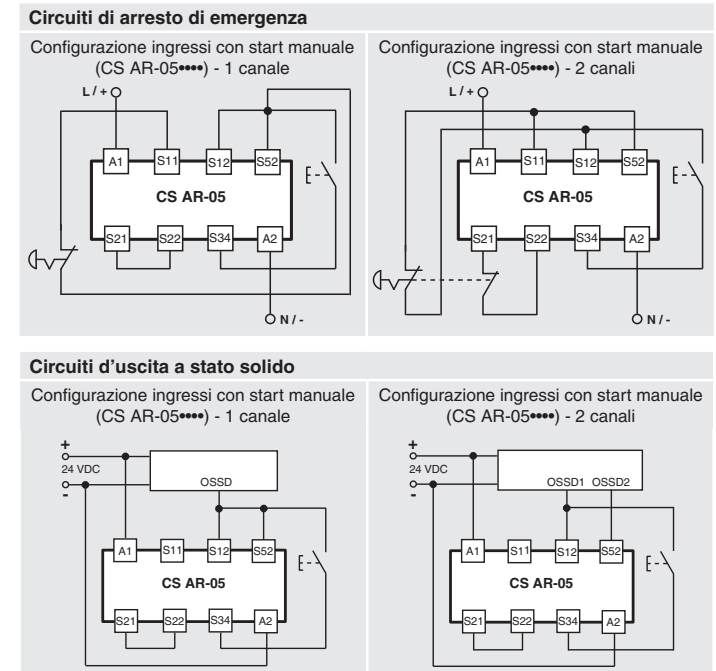 Circuiti di arresto di emergenza
Configurazione ingressi con start manuale
(CS AR-05••••) - 1 canale
L / +
A1
S11
S12
S52
CS AR-05
S21
S22
S34
A2
N / -
Configurazione ingressi con start manuale
(CS AR-05••••) - 2 canali
L / +
A1
S11
S12
S52
CS AR-05
S21
S22
S34
A2
N / -
Circuiti d'uscita a stato solido
Configurazione ingressi con start manuale
(CS AR-05••••) - 1 canale
+
24 VDC
-
OSSD
A1
S11
S12
S52
CS AR-05
S21
S22
S34
A2
Configurazione ingressi con start manuale
(CS AR-05••••) - 2 canali
+
24 VDC
-
OSSD1 OSSD2
A1
S11
S12
S52
CS AR-05
S21
S22
S34
A2